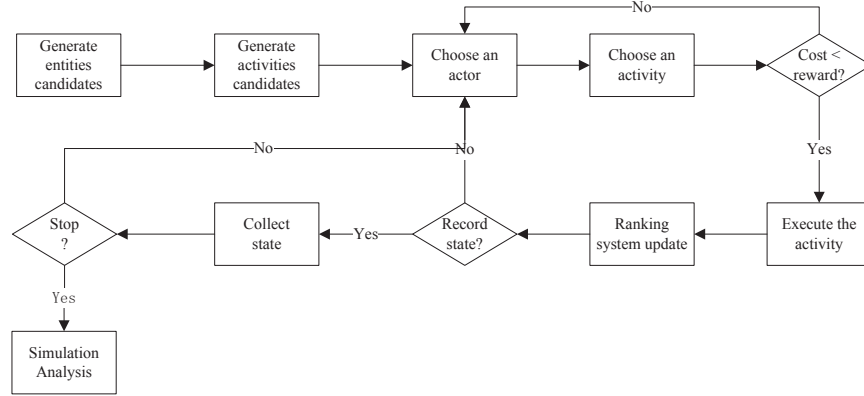 No
Generate
entities
candidates
Generate
activities
candidates
Choose an
actor
Choose an
activity
Cost <
reward?
Yes
No
No
Stop
?
Collect
state
Yes
Record
state?
Ranking
system update
Execute the
activity
Yes
Simulation
Analysis